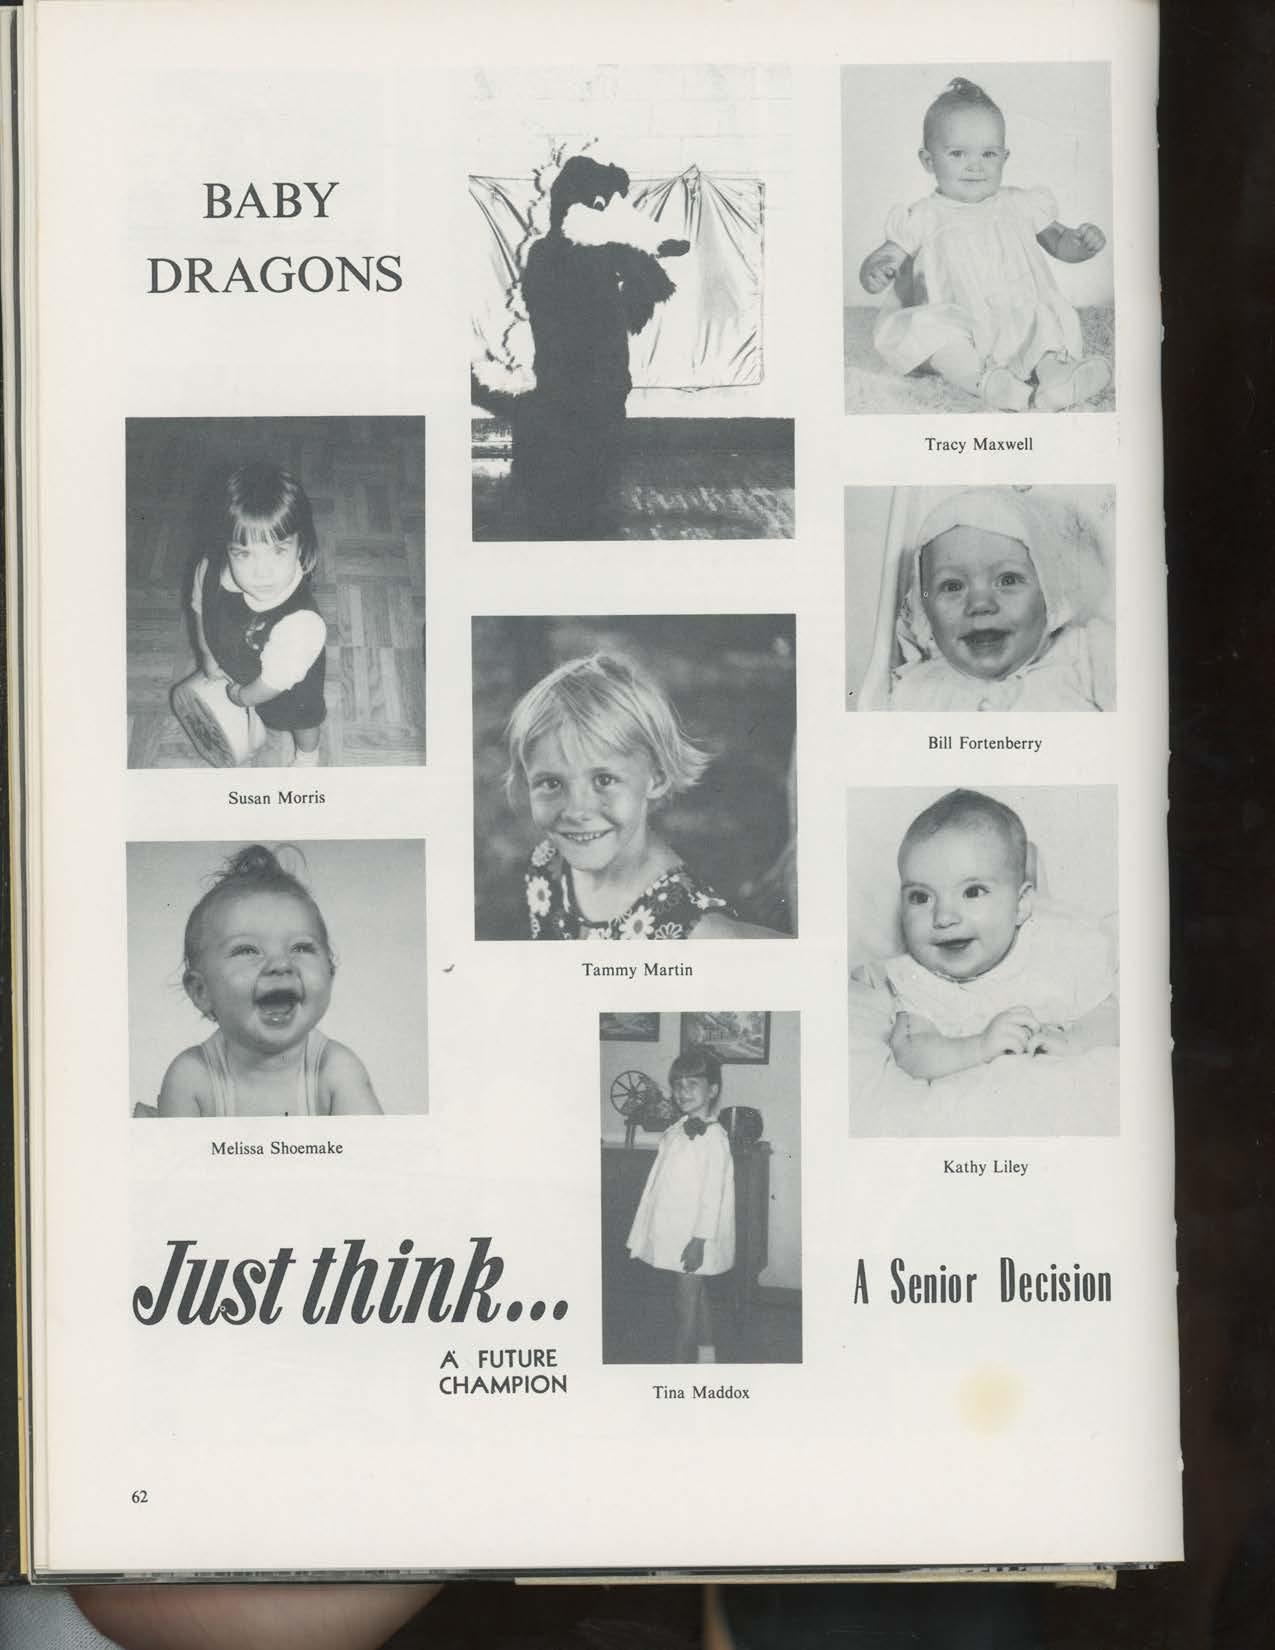 BABY
DRAGONS
Tracy Maxwell
Susan Morris
Bill Fortenberry
Tammy Martin
Melissa Shoemake
Kathy Liley
Just think...
A FUTURE
CHAMPION
Tina Maddox
A Senior Decision
62